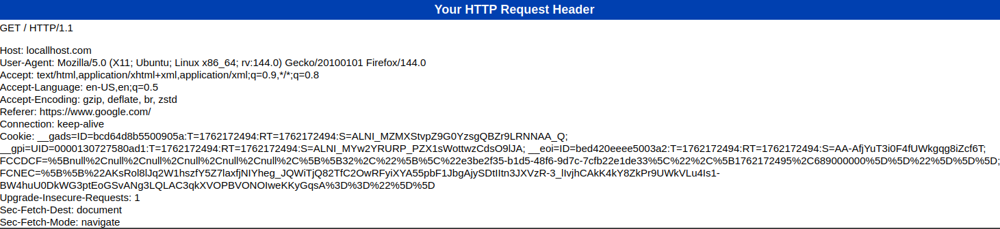 Your HTTP Request Header
GET / HTTP/1.1
Host: locallhost.com
User-Agent: Mozilla/5.0 (X11; Ubuntu; Linux x86_64; rv:144.0) Gecko/20100101 Firefox/144.0
Accept: text/html,application/xhtml+xml,application/xml;q=0.9,*/*;q=0.8
Accept-Language: en-US,en;q=0.5
Accept-Encoding: gzip, deflate, br, zstd
Referer: https://www.google.com/
Connection: keep-alive
Cookie: __gads=ID=bcd64d8b5500905a:T=1762172494:RT=1762172494:S=ALNI_MZMXStvpZ9G0YzsgQBZr9LRNNAA_Q;
__gpi=UID=0000130727580ad1:T=1762172494:RT=1762172494:S=ALNI_MYw2YRURP_PZX1sWottwzCdsO9lJA; __eoi=ID=bed420eeee5003a2:T=1762172494:RT=1762172494:S=AA-AfjYuT3i0F4fUWkgqg8iZcf6T;
FCCDCF=%5Bnull%2Cnull%2Cnull%2Cnull%2Cnull%2Cnull%2C%5B%5B32%2C%22%5B%5C%22e3be2f35-b1d5-48f6-9d7c-7cfb22e1de33%5C%22%2C%5B1762172495%2C689000000%5D%5D%22%5D%5D%5D;
FCNEC=%5B%5B%22AKsRol8lJq2W1hszfY5Z7laxfjNIYheg_JQWiTjQ82TfC2OwRFyiXYA55pbF1JbgAjySDtIItn3JXVzR-3_lIvjhCAkK4kY8ZkPr9UWkVLu4Is1-
BW4huU0DkWG3ptEoGSvANg3LQLAC3qkXVOPBVONOIweKKyGqsA%3D%3D%22%5D%5D
Upgrade-Insecure-Requests: 1
Sec-Fetch-Dest: document
Sec-Fetch-Mode: navigate